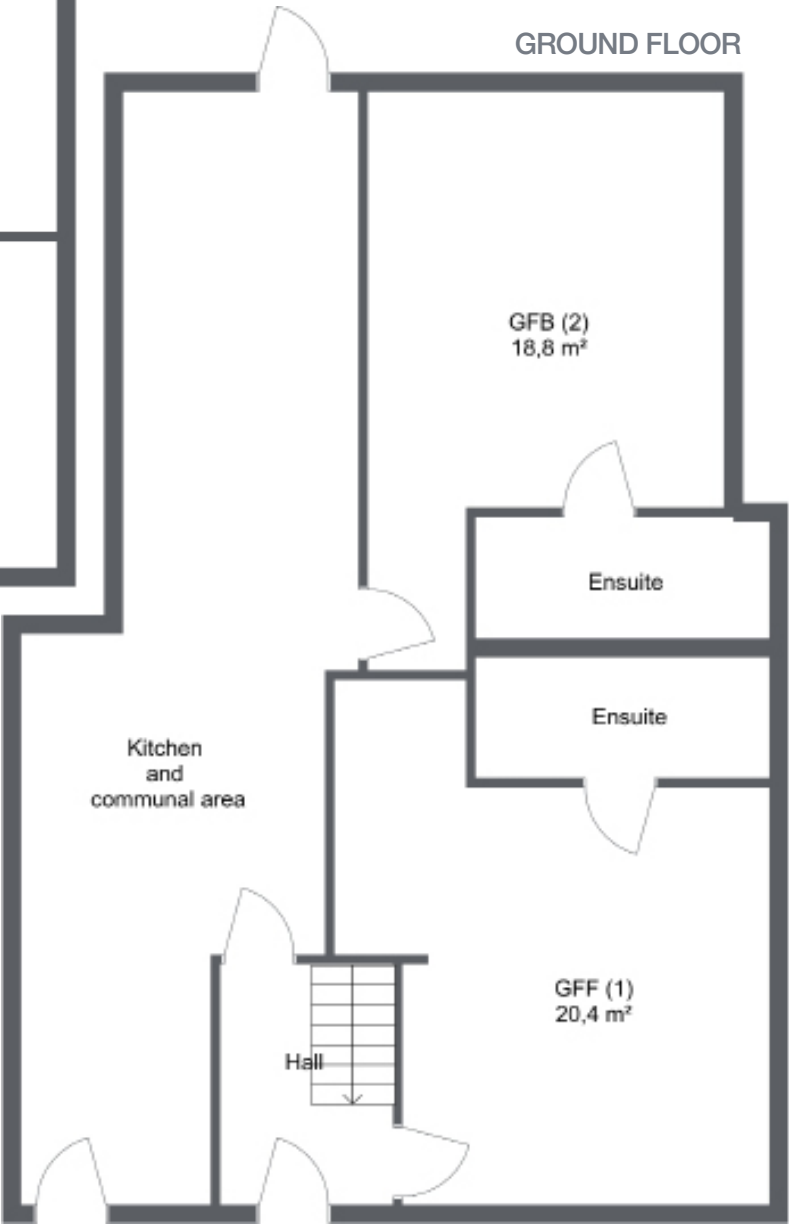 GROUND FLOOR
GFB (2)
18,8 m²
Ensuite
Ensuite
Kitchen
and
communal area
GFF (1)
20,4 m²
Hall